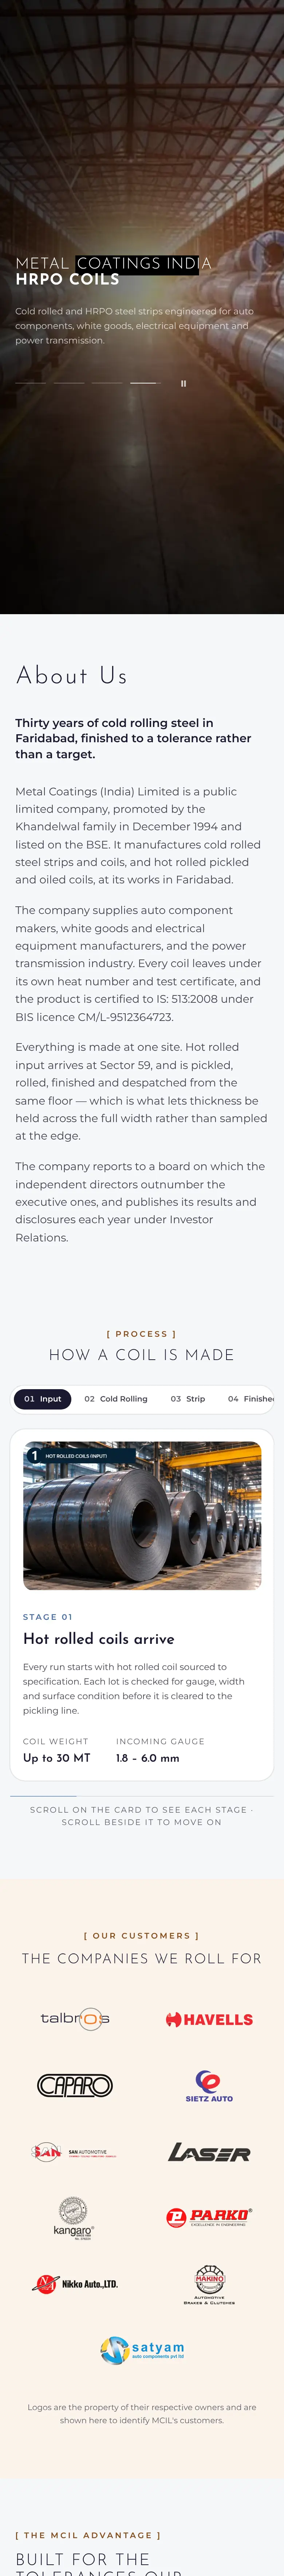 METAL COATINGS INDIA
HRPO COILS
Cold rolled and HRPO steel strips engineered for auto
components, white goods, electrical equipment and
power transmission.
About Us
Thirty years of cold rolling steel in
Faridabad, finished to a tolerance rather
than a target.
Metal Coatings (India) Limited is a public
limited company, promoted by the
Khandelwal family in December 1994 and
listed on the BSE. It manufactures cold rolled
steel strips and coils, and hot rolled pickled
and oiled coils, at its works in Faridabad.
The company supplies auto component
makers, white goods and electrical
equipment manufacturers, and the power
transmission industry. Every coil leaves under
its own heat number and test certificate, and
the product is certified to IS: 513:2008 under
BIS licence CM/L-9512364723.
Everything is made at one site. Hot rolled
input arrives at Sector 59, and is pickled,
rolled, finished and despatched from the
same floor — which is what lets thickness be
held across the full width rather than sampled
at the edge.
The company reports to a board on which the
independent directors outnumber the
executive ones, and publishes its results and
disclosures each year under Investor
Relations.
[ PROCESS ]
HOW A COIL IS MADE
01 Input 02 Cold Rolling 03 Strip 04 Finished
1 HOT ROLLED COILS (INPUT)
STAGE 01
Hot rolled coils arrive
Every run starts with hot rolled coil sourced to
specification. Each lot is checked for gauge, width
and surface condition before it is cleared to the
pickling line.
COIL WEIGHT INCOMING GAUGE
Up to 30 MT 1.8 – 6.0 mm
SCROLL ON THE CARD TO SEE EACH STAGE ·
SCROLL BESIDE IT TO MOVE ON
[ OUR CUSTOMERS ]
THE COMPANIES WE ROLL FOR
talbros HAVELLS
CAPARO SIETZ AUTO
SAN SAN AUTOMOTIVE LASER
kangaro PARKO
EXCELLENCE IN ENGINEERING
Nikko Auto.,LTD. MAKINO
AUTOMOTIVE
BRAKES & CLUTCHES
satyam
auto components pvt ltd
Logos are the property of their respective owners and are
shown here to identify MCIL's customers.
[ THE MCIL ADVANTAGE ]
BUILT FOR THE
TOLERANCES OUR